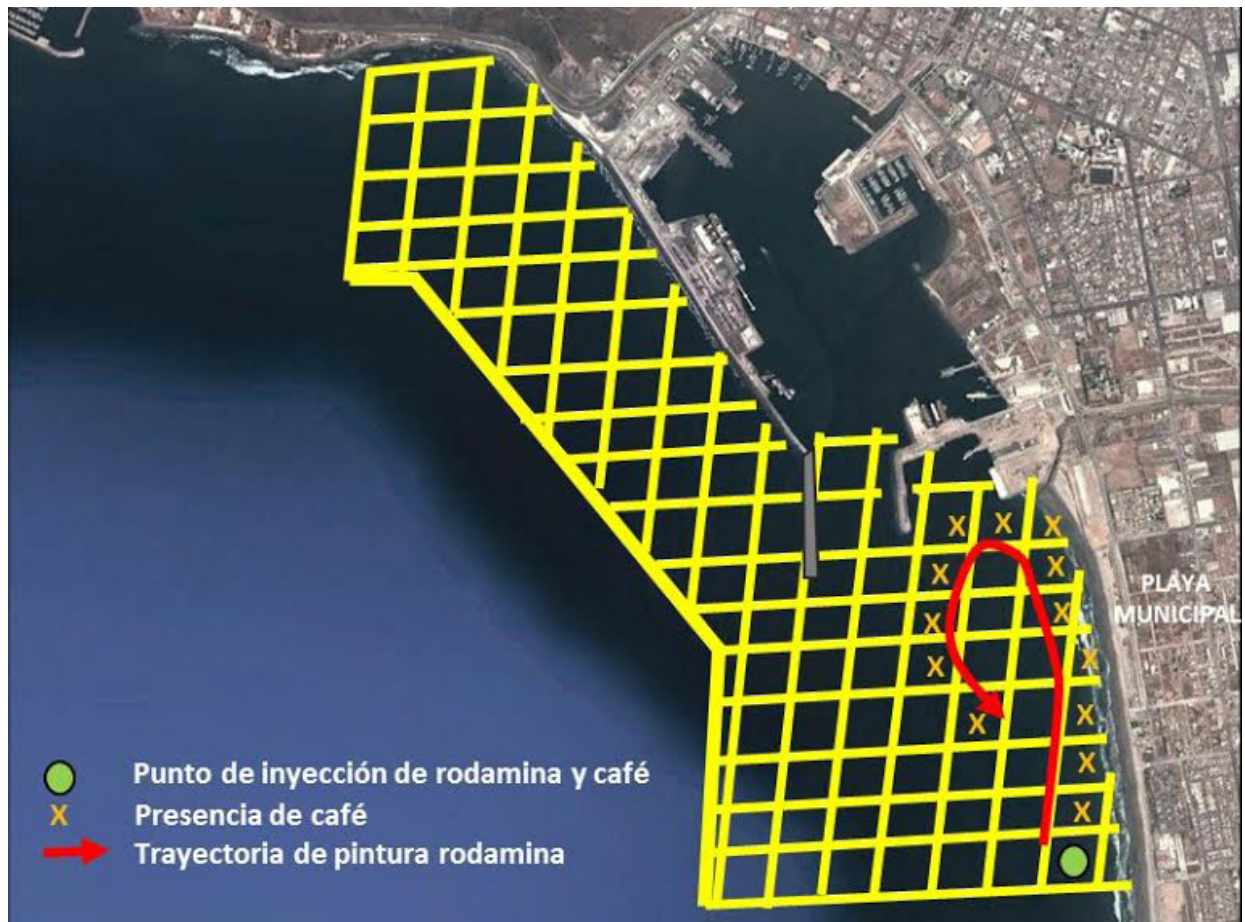 PLAYA
MUNICIPAL
Punto de inyección de rodamina y café
X Presencia de café
Trayectoria de pintura rodamina
X X X
X X
X X
X X
X X
X
X